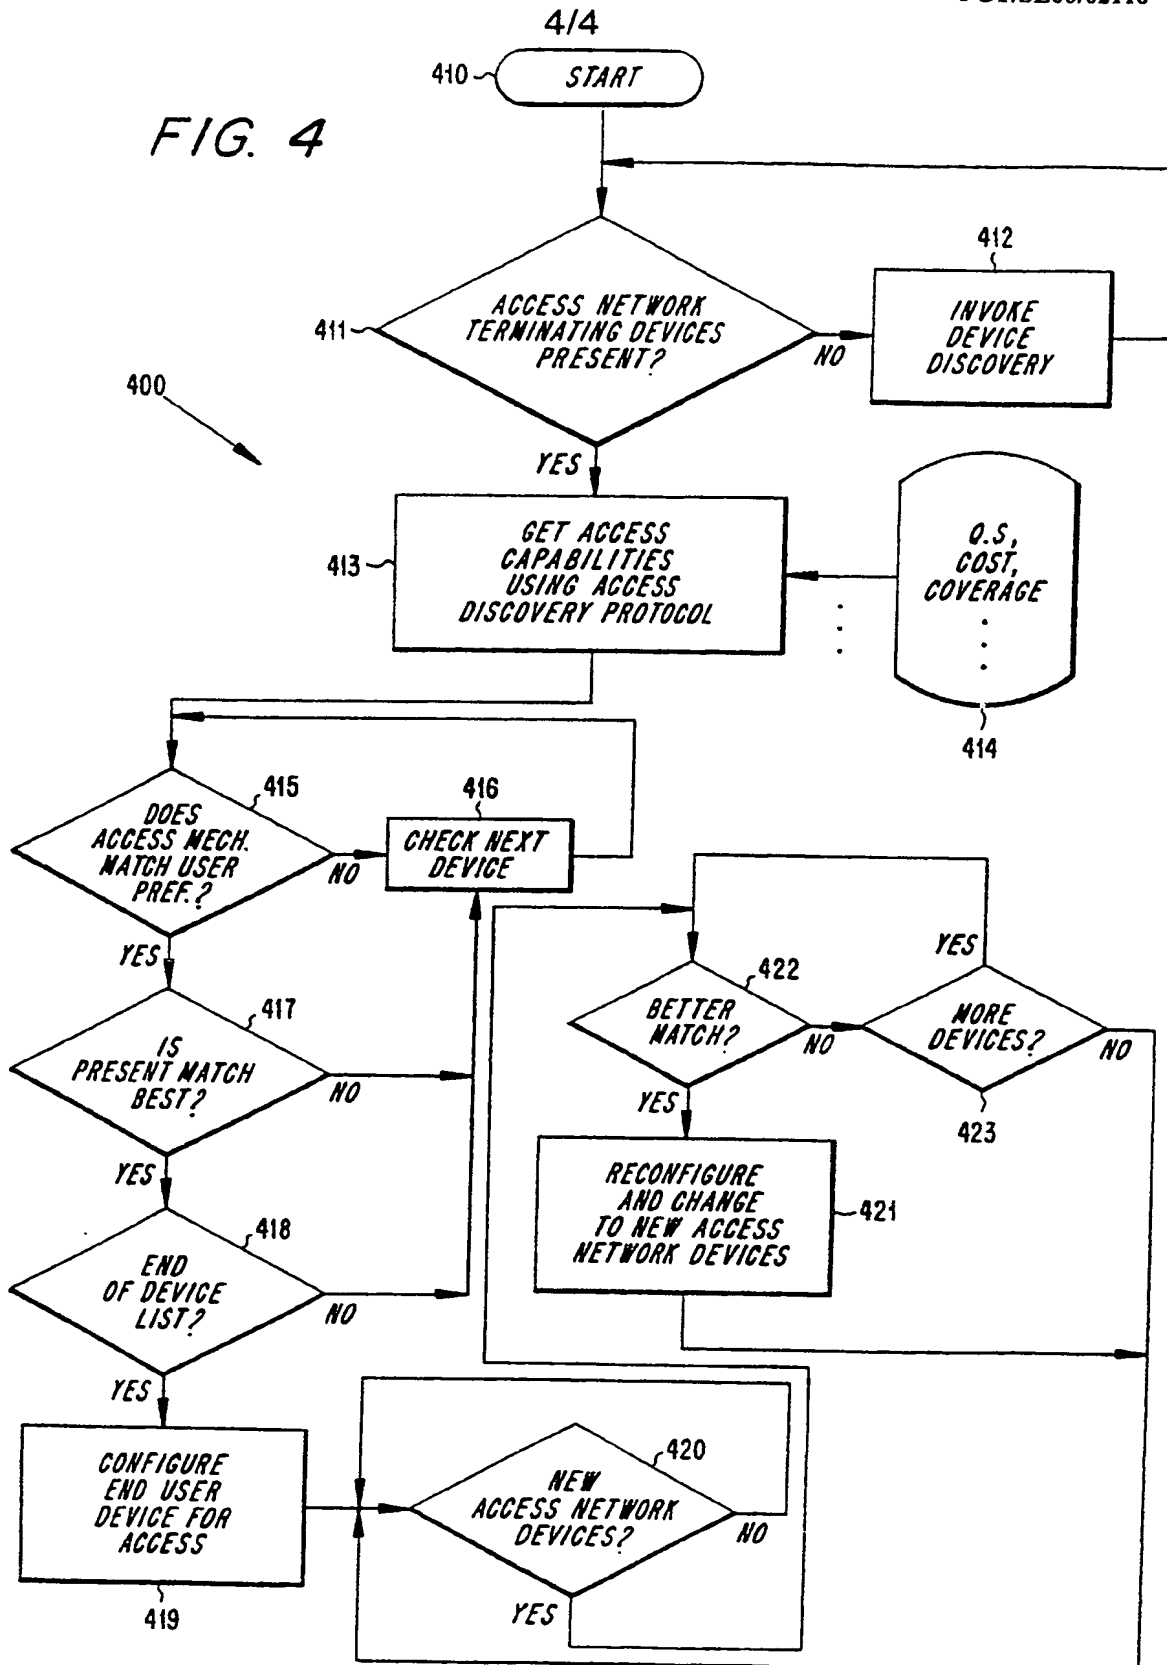 4/4
FIG. 4
410
START
411
ACCESS NETWORK
TERMINATING DEVICES
PRESENT?
NO
YES
412
INVOKE
DEVICE
DISCOVERY
400
413
GET ACCESS
CAPABILITIES
USING ACCESS
DISCOVERY PROTOCOL
Q.S,
COST,
COVERAGE
414
415
DOES
ACCESS MECH.
MATCH USER
PREF.?
NO
YES
416
CHECK NEXT
DEVICE
417
IS
PRESENT MATCH
BEST?
NO
YES
418
END
OF DEVICE
LIST?
NO
YES
CONFIGURE
END USER
DEVICE FOR
ACCESS
419
420
NEW
ACCESS NETWORK
DEVICES?
NO
YES
422
BETTER
MATCH?
NO
YES
YES
MORE
DEVICES?
NO
423
RECONFIGURE
AND CHANGE
TO NEW ACCESS
NETWORK DEVICES
421